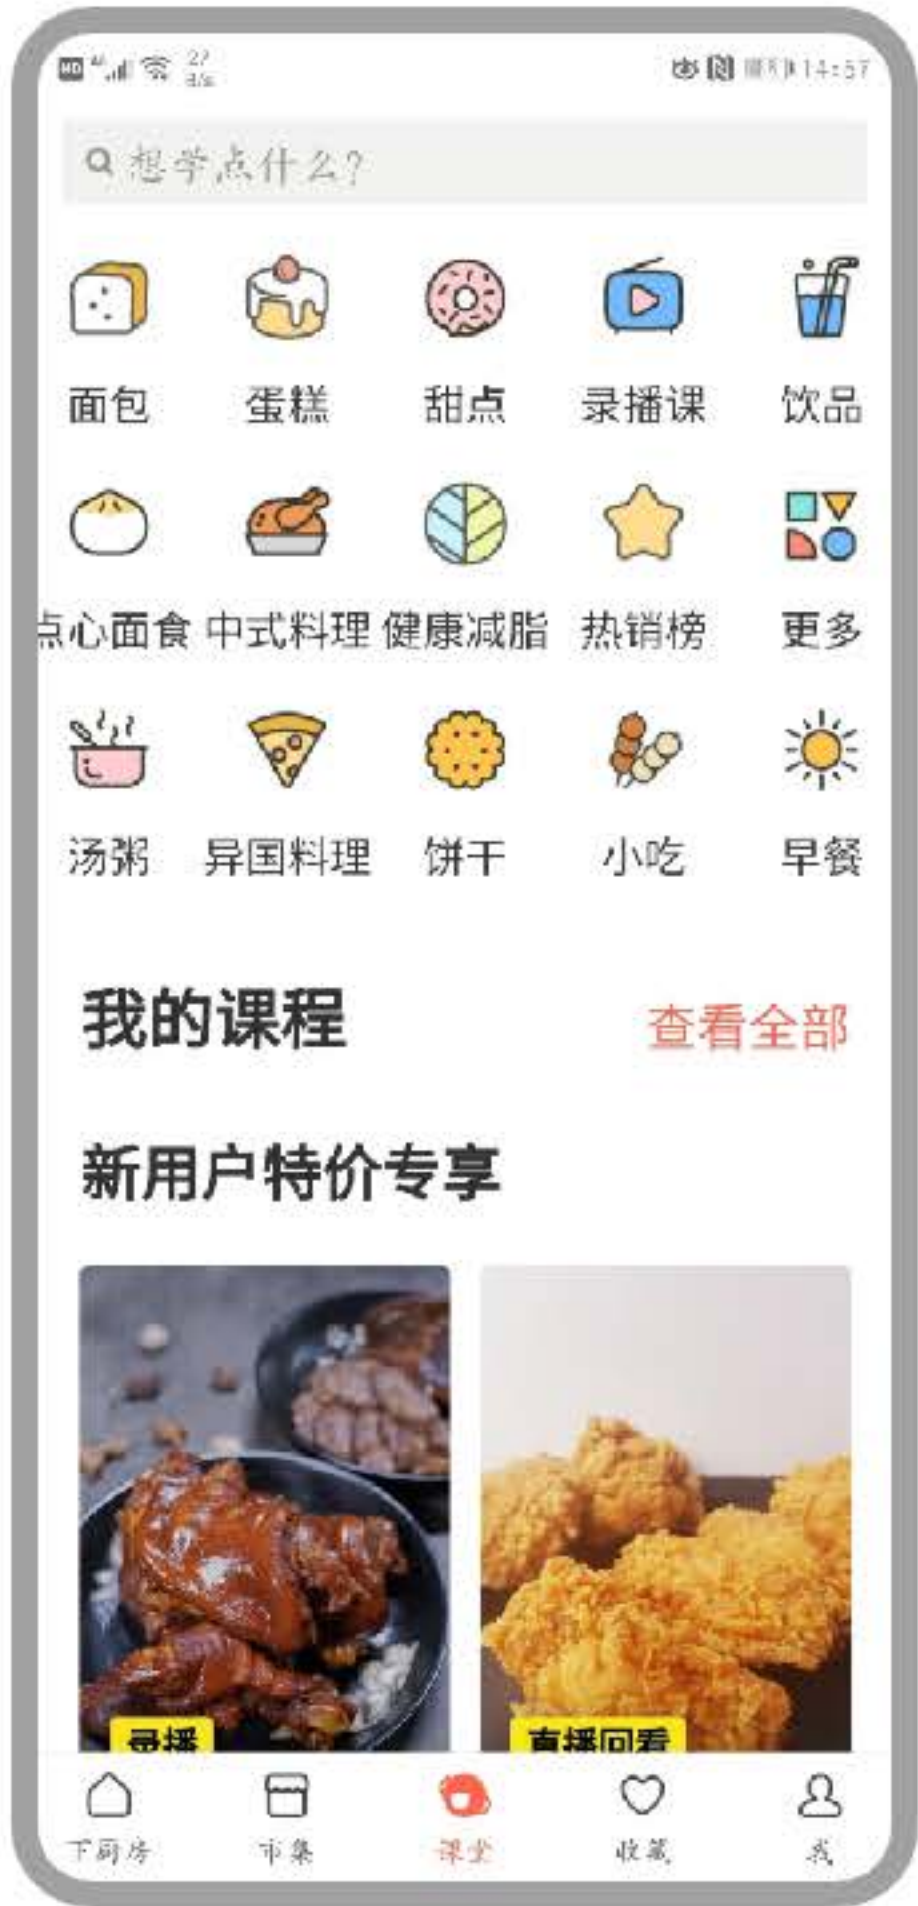 HD 27 B/s 14:57
想学点什么?
面包 蛋糕 甜点 录播课 饮品
点心面食 中式料理 健康减脂 热销榜 更多
汤粥 异国料理 饼干 小吃 早餐
我的课程 查看全部
新用户特价专享
录播 直播回看
下厨房 市集 课堂 收藏 我